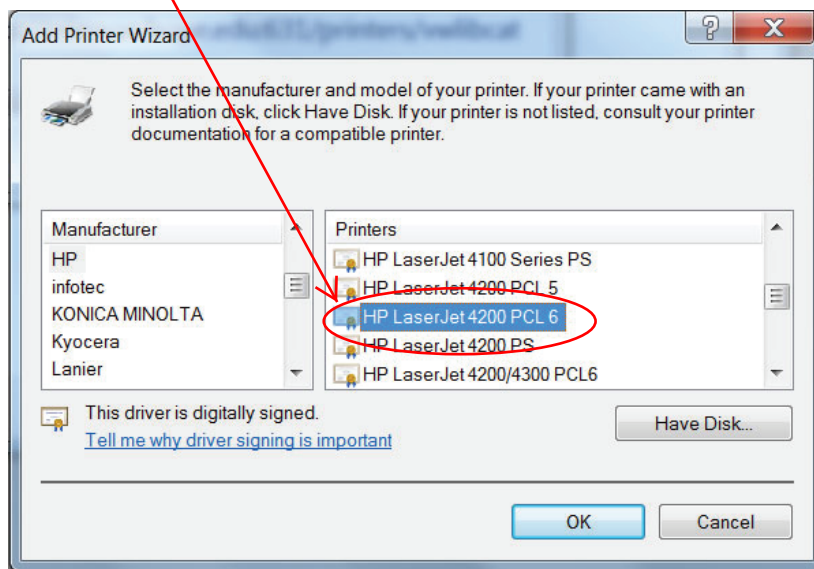 Add Printer Wizard
Select the manufacturer and model of your printer. If your printer came with an
installation disk, click Have Disk. If your printer is not listed, consult your printer
documentation for a compatible printer.
Manufacturer
HP
infotec
KONICA MINOLTA
Kyocera
Lanier
Printers
HP LaserJet 4100 Series PS
HP LaserJet 4200 PCL 5
HP LaserJet 4200 PCL 6
HP LaserJet 4200 PS
HP LaserJet 4200/4300 PCL6
This driver is digitally signed.
Tell me why driver signing is important
Have Disk...
OK
Cancel